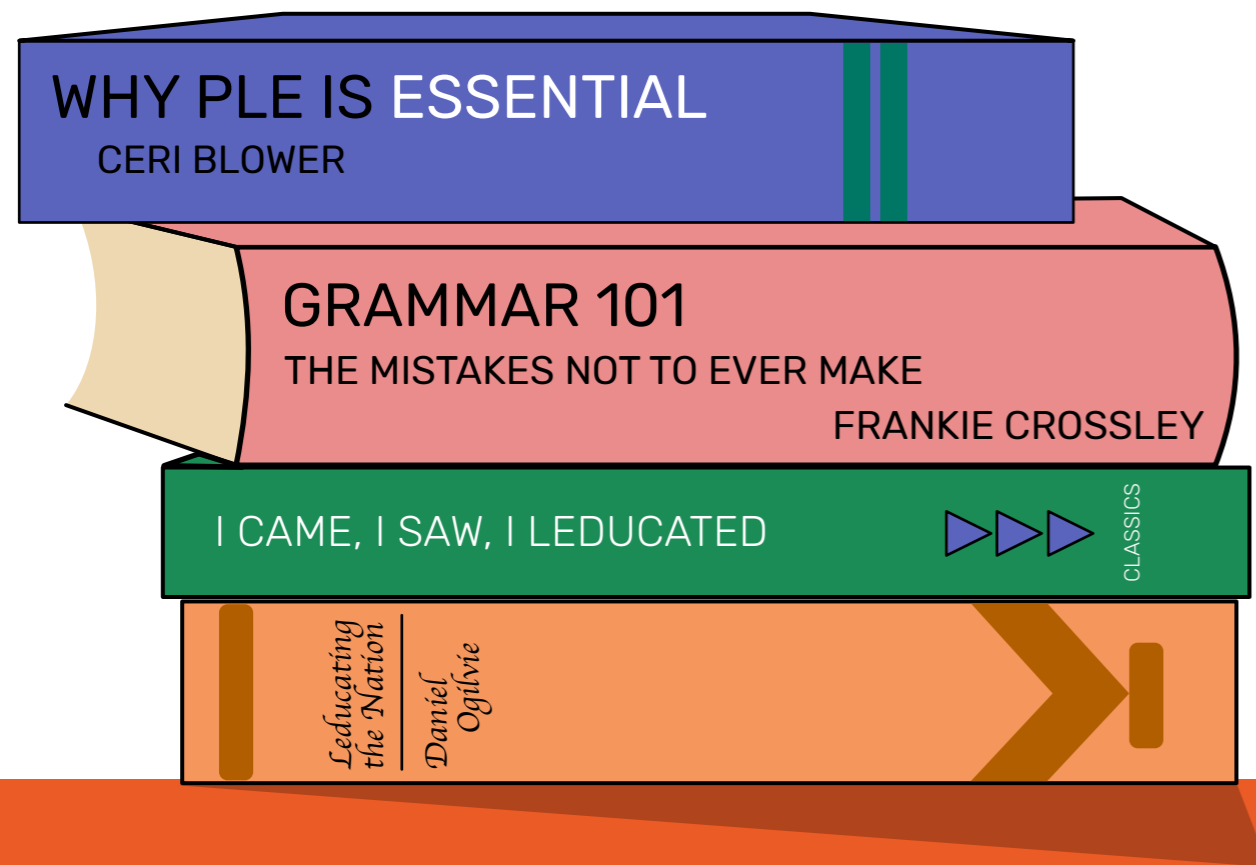 WHY PLE IS ESSENTIAL
CERI BLOWER
GRAMMAR 101
THE MISTAKES NOT TO EVER MAKE
FRANKIE CROSSLEY
I CAME, I SAW, I LEDUCATED
CLASSICS
Leducating
the Nation
Daniel
Ogilvie